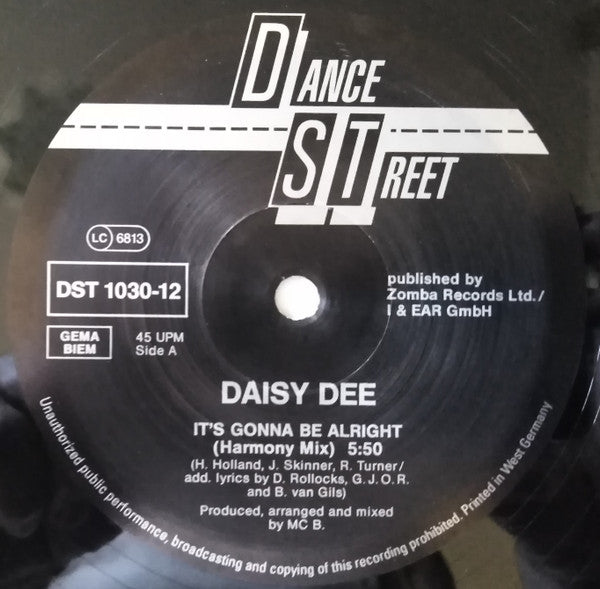 DANCE
STREET
LC 6813
DST 1030-12
GEMA
BIEM
45 UPM
Side A
published by
Zomba Records Ltd./
I & EAR GmbH
DAISY DEE
IT'S GONNA BE ALRIGHT
(Harmony Mix) 5:50
(H. Holland, J. Skinner, R. Turner/
add. lyrics by D. Rollocks, G. J. O. R.
and B. van Gils)
Produced, arranged and mixed
by MC B.
Unauthorized public performance, broadcasting and copying of this recording prohibited. Printed in West Germany